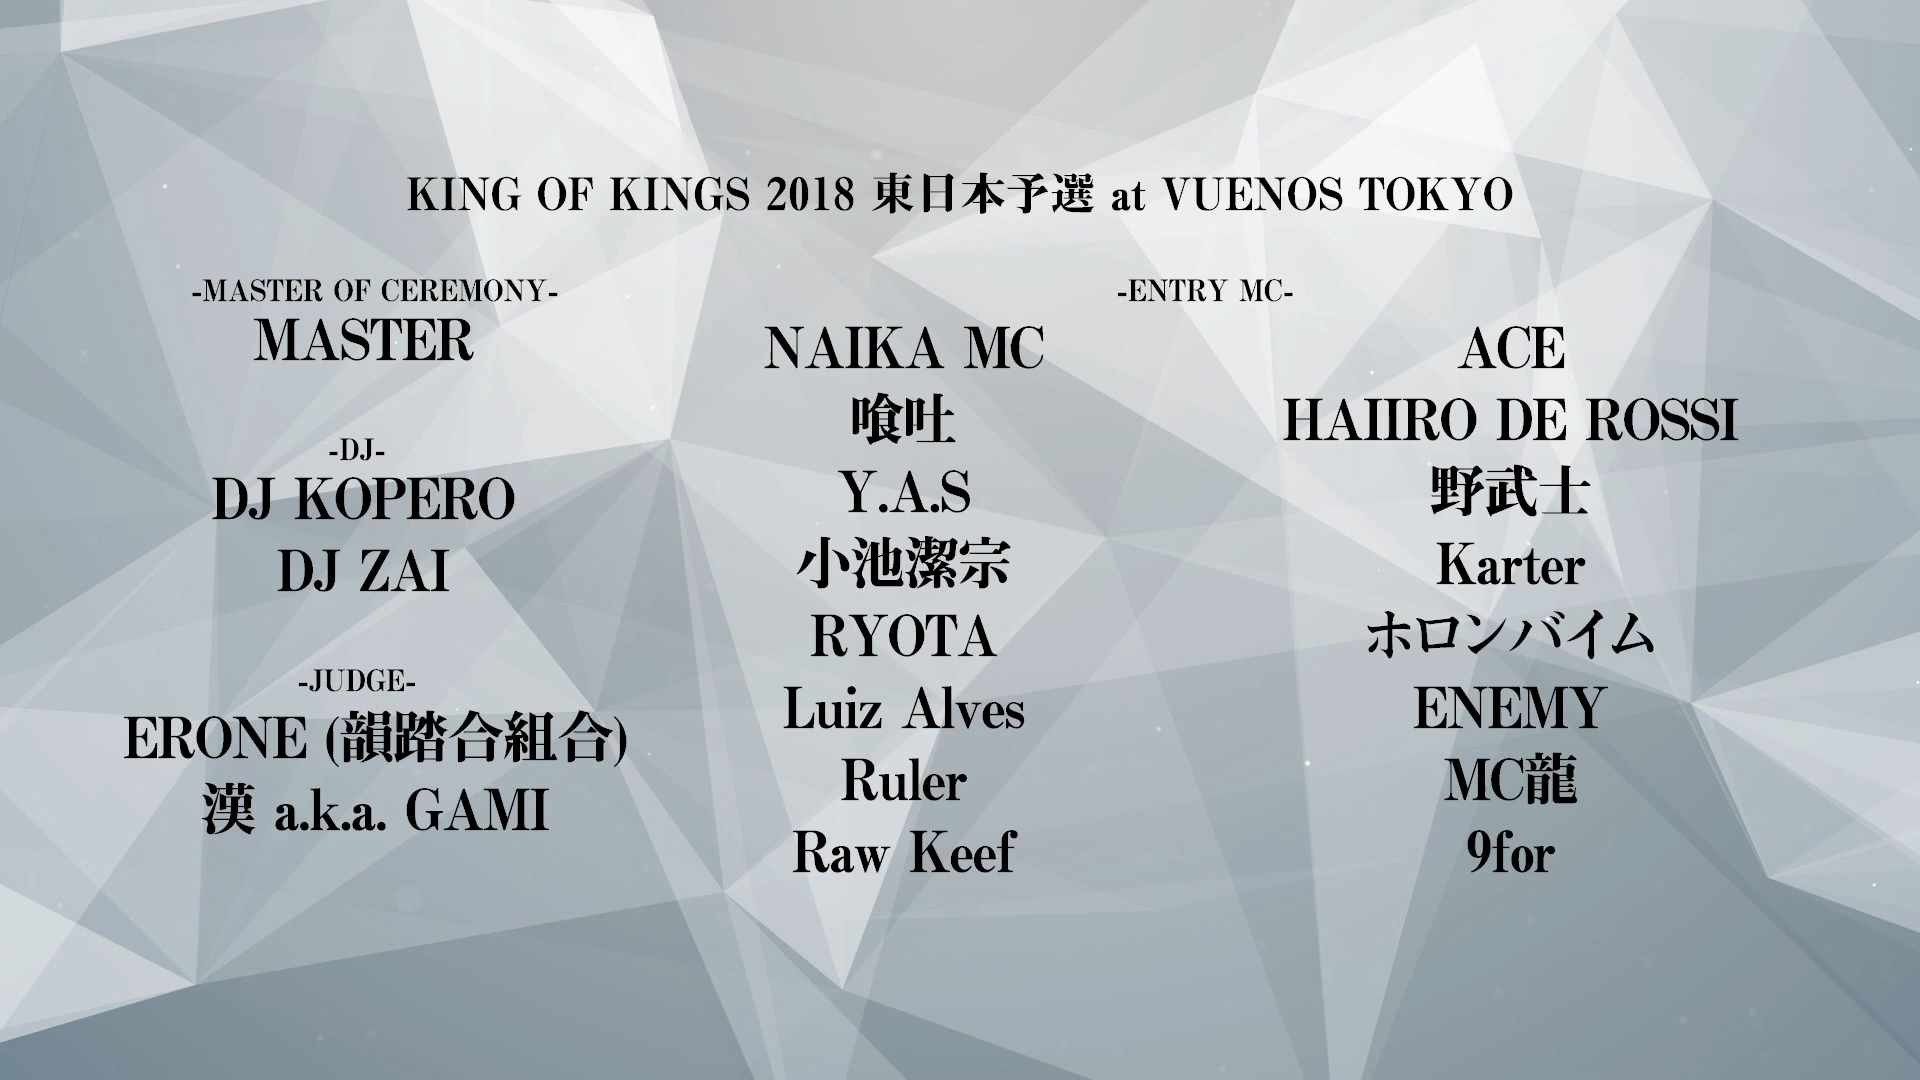 KING OF KINGS 2018 東日本予選 at VUENOS TOKYO
-MASTER OF CEREMONY-
MASTER
-DJ-
DJ KOPERO
DJ ZAI
-JUDGE-
ERONE (韻踏合組合)
漢 a.k.a. GAMI
-ENTRY MC-
NAIKA MC
喰吐
Y.A.S
小池潔宗
RYOTA
Luiz Alves
Ruler
Raw Keef
ACE
HAIIRO DE ROSSI
野武士
Karter
ホロンバイム
ENEMY
MC龍
9for